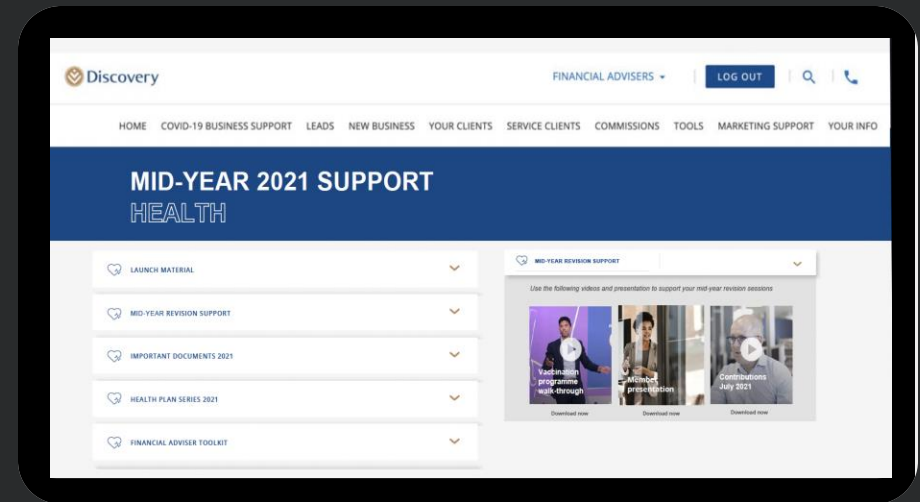 Discovery
FINANCIAL ADVISERS
LOG OUT
HOME COVID-19 BUSINESS SUPPORT LEADS NEW BUSINESS YOUR CLIENTS SERVICE CLIENTS COMMISSIONS TOOLS MARKETING SUPPORT YOUR INFO
MID-YEAR 2021 SUPPORT
HEALTH
LAUNCH MATERIAL
MID-YEAR REVISION SUPPORT
IMPORTANT DOCUMENTS 2021
HEALTH PLAN SERIES 2021
FINANCIAL ADVISER TOOLKIT
MID-YEAR REVISION SUPPORT
Use the following videos and presentation to support your mid-year revision sessions
Vaccination
programme
walk-through
Member
presentation
Contributions
July 2021
Download now
Download now
Download now